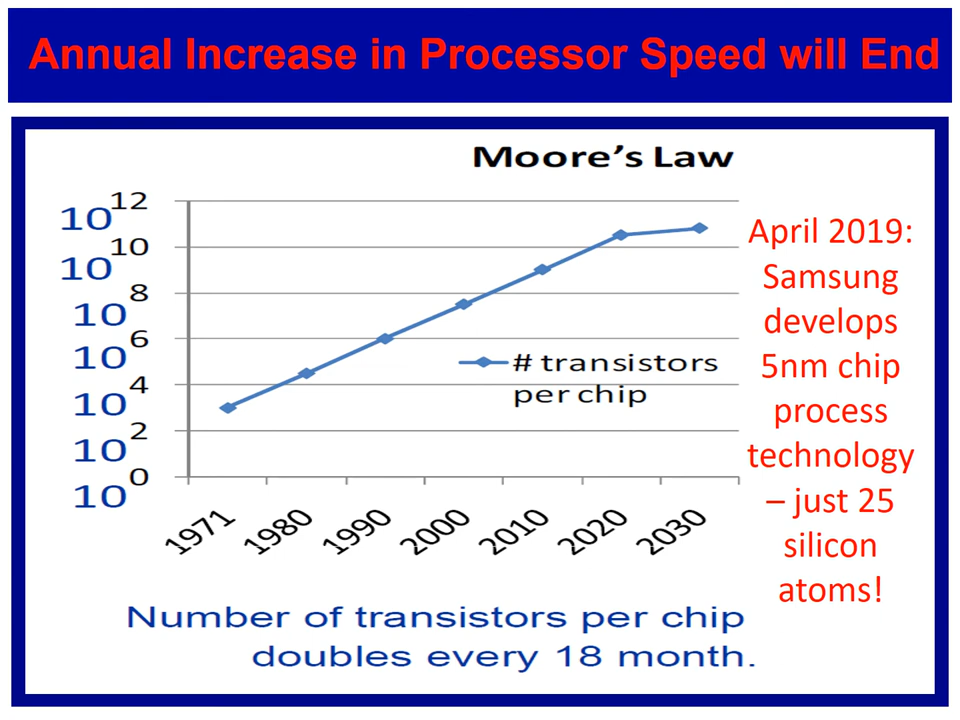 Annual Increase in Processor Speed will End
Moore's Law
10 12
10 10
10 8
10 6
10 4
10 2
10 0
# transistors
per chip
1971 1980 1990 2000 2010 2020 2030
April 2019:
Samsung
develops
5nm chip
process
technology
– just 25
silicon
atoms!
Number of transistors per chip
doubles every 18 month.